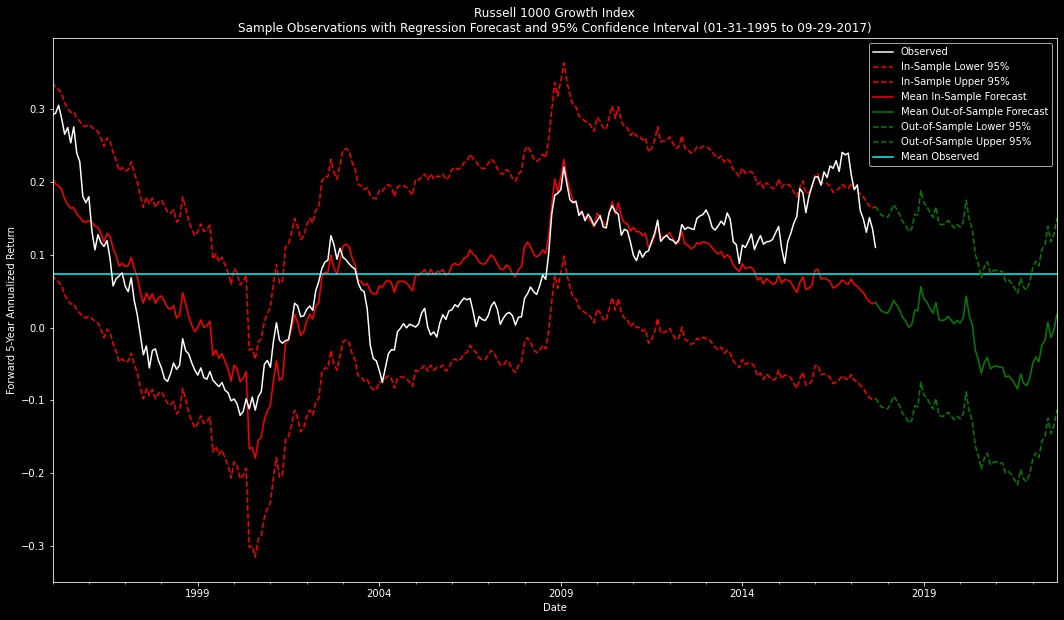 Russell 1000 Growth Index
Sample Observations with Regression Forecast and 95% Confidence Interval (01-31-1995 to 09-29-2017)
Observed
In-Sample Lower 95%
In-Sample Upper 95%
Mean In-Sample Forecast
Mean Out-of-Sample Forecast
Out-of-Sample Lower 95%
Out-of-Sample Upper 95%
Mean Observed
Forward 5-Year Annualized Return
0.3
0.2
0.1
0.0
−0.1
−0.2
−0.3
1999 2004 2009 2014 2019
Date